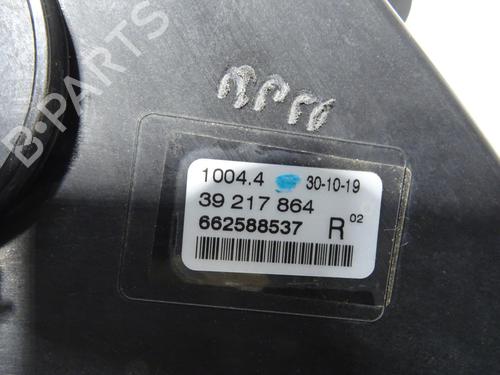 B-PARTS
1004.4 30-10-19
39 217 864
662588537 R 02